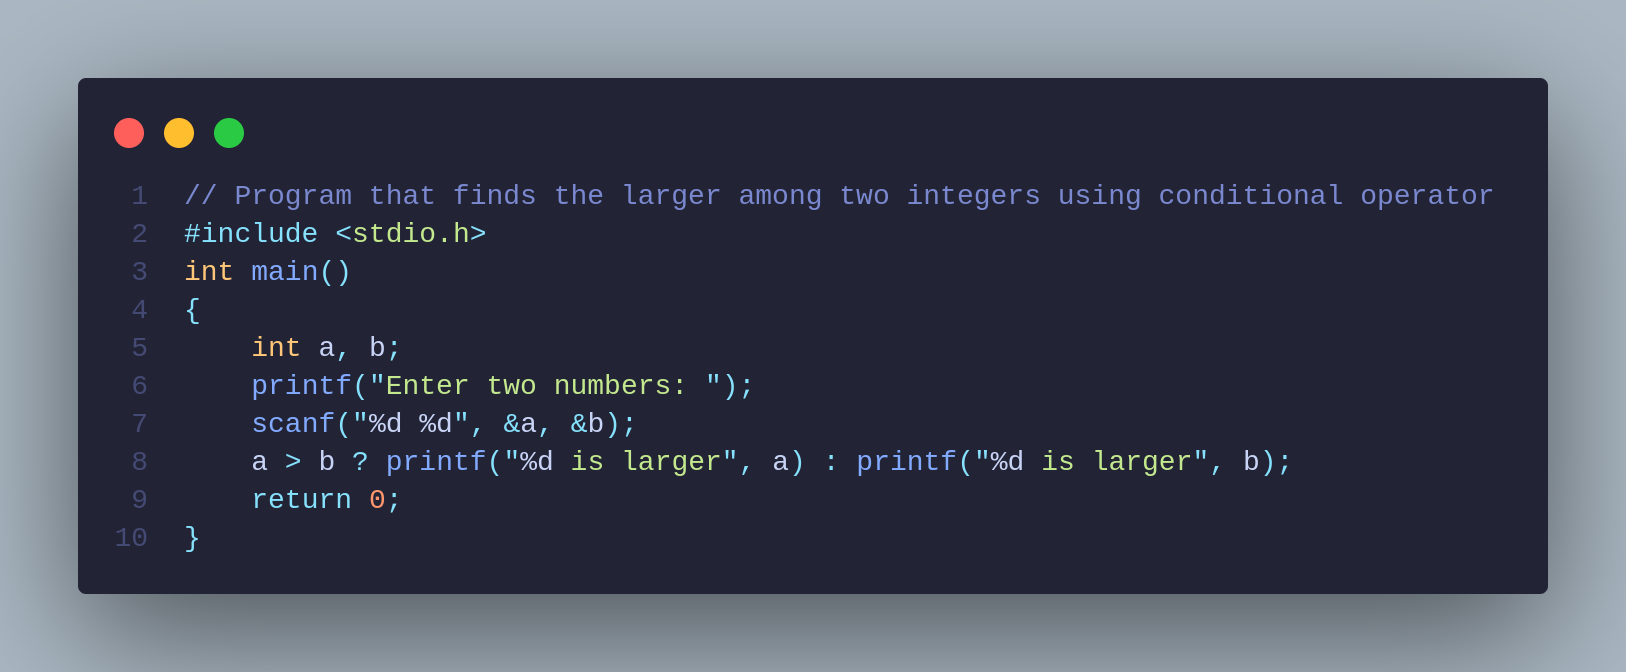 1 // Program that finds the larger among two integers using conditional operator
2 #include <stdio.h>
3 int main()
4 {
5     int a, b;
6     printf("Enter two numbers: ");
7     scanf("%d %d", &a, &b);
8     a > b ? printf("%d is larger", a) : printf("%d is larger", b);
9     return 0;
10 }